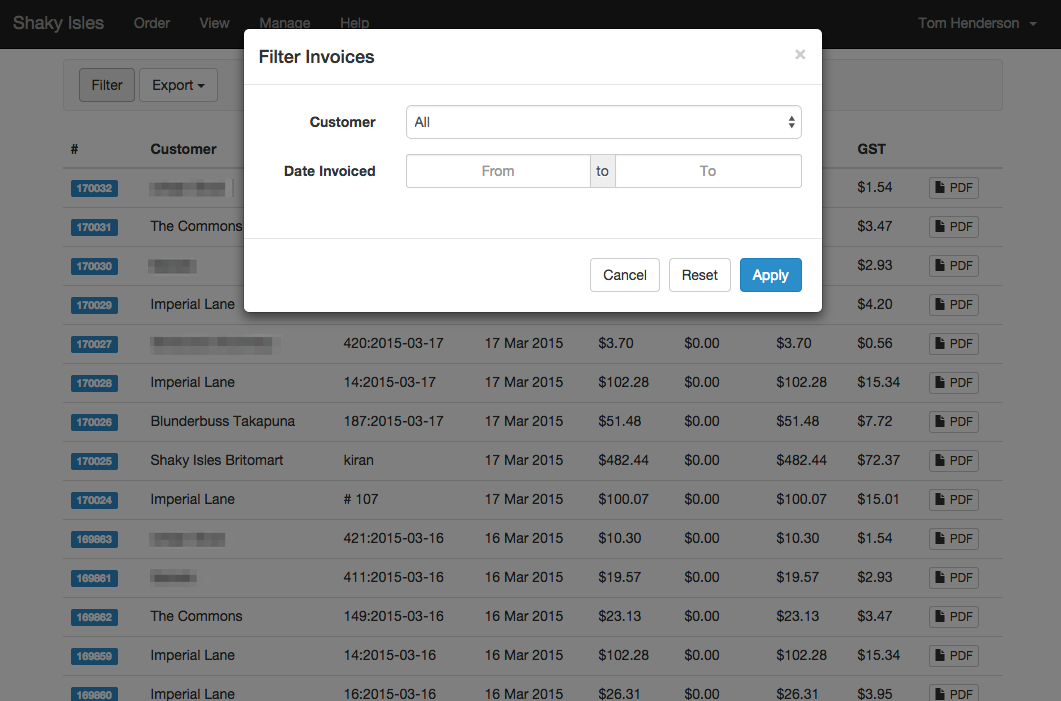 Shaky Isles Order View Manage Help Tom Henderson
Filter Invoices ×
Filter Export
Customer All
Date Invoiced From to To
Cancel Reset Apply
# Customer GST
170032 $1.54 PDF
170031 The Commons $3.47 PDF
170030 $2.93 PDF
170029 Imperial Lane $4.20 PDF
170027 420:2015-03-17 17 Mar 2015 $3.70 $0.00 $3.70 $0.56 PDF
170028 Imperial Lane 14:2015-03-17 17 Mar 2015 $102.28 $0.00 $102.28 $15.34 PDF
170026 Blunderbuss Takapuna 187:2015-03-17 17 Mar 2015 $51.48 $0.00 $51.48 $7.72 PDF
170025 Shaky Isles Britomart kiran 17 Mar 2015 $482.44 $0.00 $482.44 $72.37 PDF
170024 Imperial Lane # 107 17 Mar 2015 $100.07 $0.00 $100.07 $15.01 PDF
169863 421:2015-03-16 16 Mar 2015 $10.30 $0.00 $10.30 $1.54 PDF
169861 411:2015-03-16 16 Mar 2015 $19.57 $0.00 $19.57 $2.93 PDF
169862 The Commons 149:2015-03-16 16 Mar 2015 $23.13 $0.00 $23.13 $3.47 PDF
169859 Imperial Lane 14:2015-03-16 16 Mar 2015 $102.28 $0.00 $102.28 $15.34 PDF
169860 Imperial Lane 16:2015-03-16 16 Mar 2015 $26.31 $0.00 $26.31 $3.95 PDF